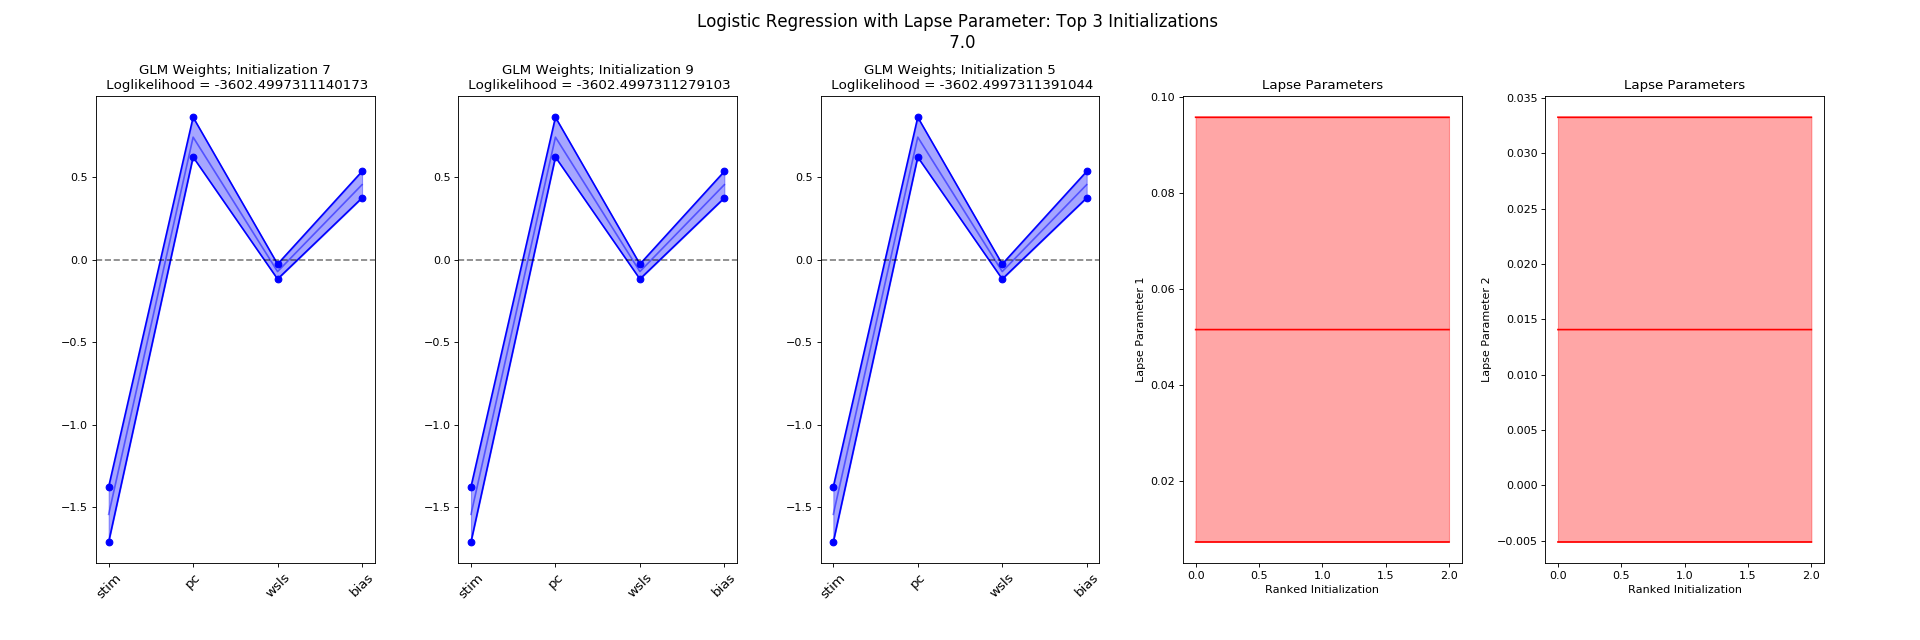 Logistic Regression with Lapse Parameter: Top 3 Initializations
7.0
GLM Weights; Initialization 7
Loglikelihood = -3602.4997311140173
0.5
0.0
−0.5
−1.0
−1.5
stim
pc
wsls
bias
GLM Weights; Initialization 9
Loglikelihood = -3602.4997311279103
0.5
0.0
−0.5
−1.0
−1.5
stim
pc
wsls
bias
GLM Weights; Initialization 5
Loglikelihood = -3602.4997311391044
0.5
0.0
−0.5
−1.0
−1.5
stim
pc
wsls
bias
Lapse Parameters
Lapse Parameter 1
0.10
0.08
0.06
0.04
0.02
0.0 0.5 1.0 1.5 2.0
Ranked Initialization
Lapse Parameters
Lapse Parameter 2
0.035
0.030
0.025
0.020
0.015
0.010
0.005
0.000
−0.005
0.0 0.5 1.0 1.5 2.0
Ranked Initialization